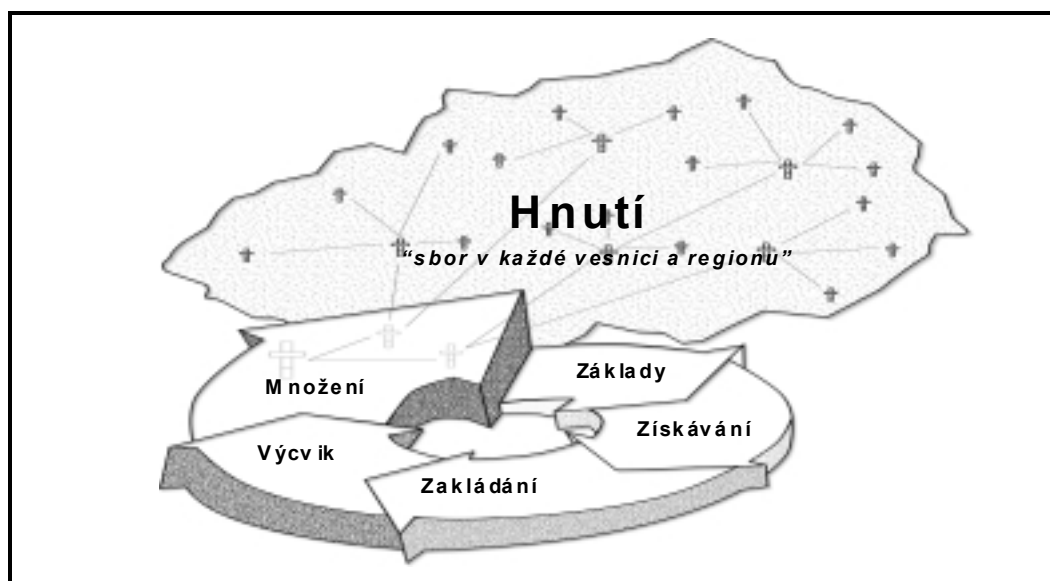 Hnutí
“sbor v každé vesnici a regionu”
Základy
Množení
Získávání
Výcvik
Zakládání